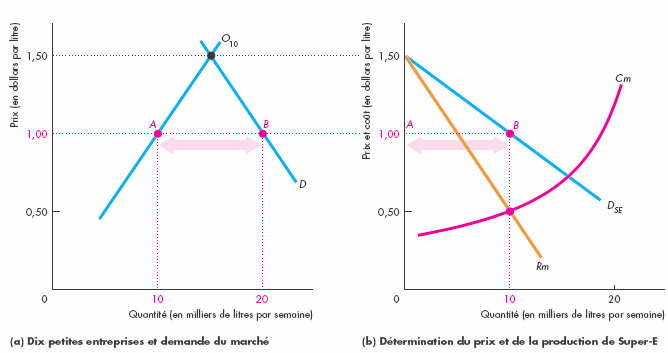 Prix (en dollars par litre)
1,50
1,00
0,50
0
O10
A
B
D
10
20
Quantité (en milliers de litres par semaine)
(a) Dix petites entreprises et demande du marché
Prix et coût (en dollars par litre)
1,50
1,00
0,50
0
A
B
Cm
DSE
Rm
10
20
Quantité (en milliers de litres par semaine)
(b) Détermination du prix et de la production de Super-E